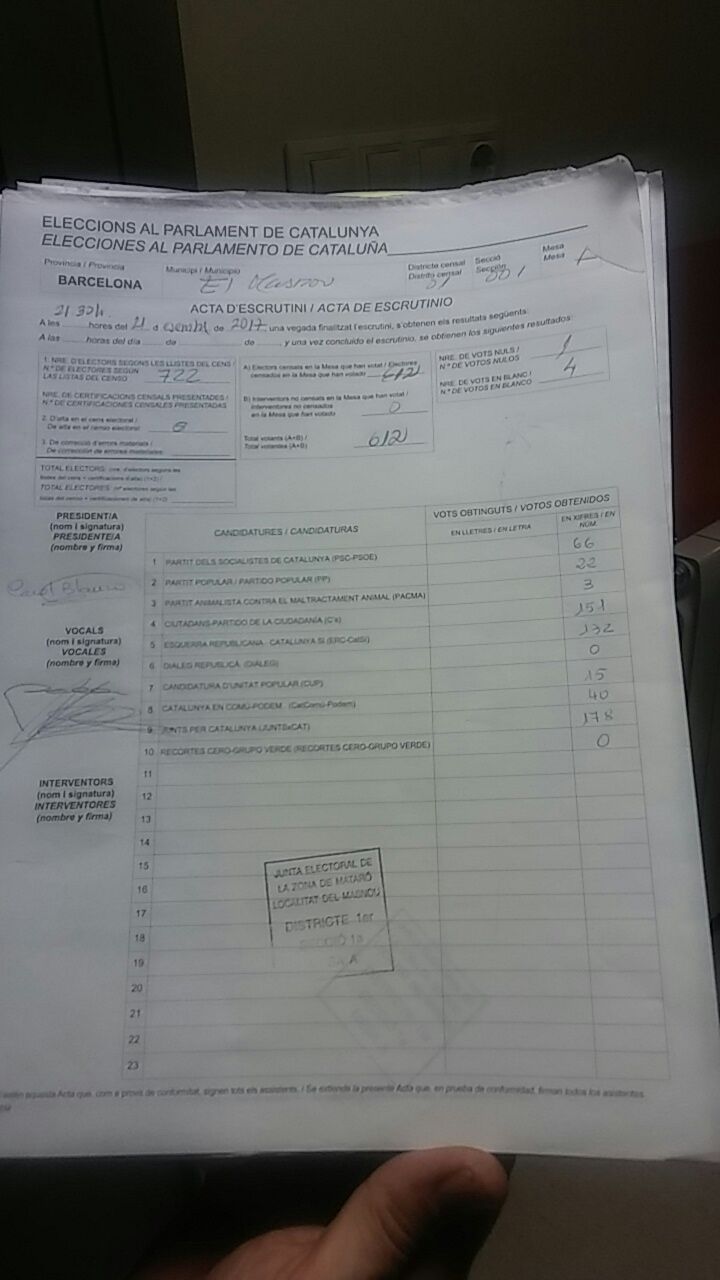 ELECCIONS AL PARLAMENT DE CATALUNYA
ELECCIONES AL PARLAMENTO DE CATALUÑA
Província / Provincia
BARCELONA
Municipi / Municipio
El Masnou
Districte censal
Distrito censal
01
Secció
Sección
001
Mesa
Mesa
A
ACTA D'ESCRUTINI / ACTA DE ESCRUTINIO
A les 21 32h. hores del 21 d de 2017 una vegada finalitzat l'escrutini, s'obtenen els resultats següents:
A las ____ horas del día ____ de ____ de ____, y una vez concluido el escrutinio, se obtienen los siguientes resultados:
1. NRE. D'ELECTORS SEGONS LES LLISTES DEL CENS /
N.º DE ELECTORES SEGÚN
LAS LISTAS DEL CENSO 722
NRE. DE CERTIFICACIONS CENSALS PRESENTADES /
N.º DE CERTIFICACIONES CENSALES PRESENTADAS
2. D'alta en el cens electoral /
De alta en el censo electoral
3. De correcció d'errors materials /
De corrección de errores materiales
TOTAL ELECTORS: (nre. d'electors segons les
llistes del cens + certificacions d'alta) (1+2) /
TOTAL ELECTORES: (nº electores según las
listas del censo + certificaciones de alta) (1+2)
A) Electors censats en la Mesa que han votat / Electores
censados en la Mesa que han votado 612
B) Interventors no censats en la Mesa que han votat /
Interventores no censados
en la Mesa que han votado 0
Total votants (A+B) /
Total votantes (A+B) 612
NRE. DE VOTS NULS /
N.º DE VOTOS NULOS 1
NRE. DE VOTS EN BLANC /
N.º DE VOTOS EN BLANCO 4
PRESIDENT/A
(nom i signatura)
PRESIDENTE/A
(nombre y firma)
VOCALS
(nom i signatura)
VOCALES
(nombre y firma)
INTERVENTORS
(nom i signatura)
INTERVENTORES
(nombre y firma)
CANDIDATURES / CANDIDATURAS
VOTS OBTINGUTS / VOTOS OBTENIDOS
EN LLETRES / EN LETRA
EN XIFRES / EN NÚM.
1 PARTIT DELS SOCIALISTES DE CATALUNYA (PSC-PSOE) 66
2 PARTIT POPULAR / PARTIDO POPULAR (PP) 22
3 PARTIT ANIMALISTA CONTRA EL MALTRACTAMENT ANIMAL (PACMA) 3
4 CIUTADANS-PARTIDO DE LA CIUDADANÍA (C's) 151
5 ESQUERRA REPUBLICANA - CATALUNYA SÍ (ERC-CatSí) 132
6 DIÀLEG REPUBLICÀ (DIÀLEG) 0
7 CANDIDATURA D'UNITAT POPULAR (CUP) 15
8 CATALUNYA EN COMÚ-PODEM (CatComú-Podem) 40
9 JUNTS PER CATALUNYA (JUNTSxCAT) 178
10 RECORTES CERO-GRUPO VERDE (RECORTES CERO-GRUPO VERDE) 0
11
12
13
14
15
16
17
18
19
20
21
22
23
JUNTA ELECTORAL DE
LA ZONA DE MATARÓ
LOCALITAT DEL MASNOU
DISTRICTE 1er
SECCIÓ 1a
A
aquesta Acta que, com a prova de conformitat, signen tots els assistents. / Se extiende la presente Acta que, en prueba de conformidad, firman todos los asistentes.